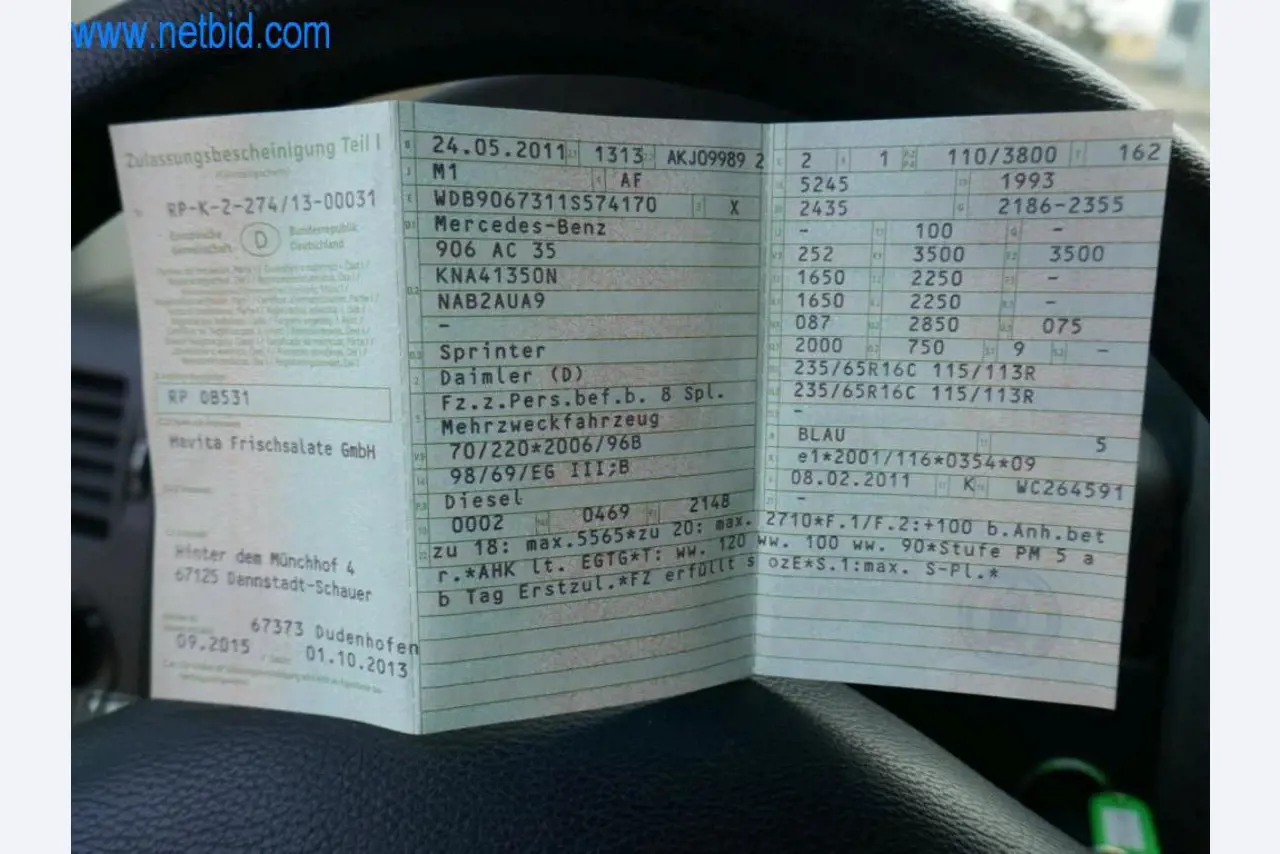 www.netbid.com
Zulassungsbescheinigung Teil I
RP-K-2-274/13-00031
Europäische Gemeinschaft
D
Bundesrepublik Deutschland
RP OB531
Mevita Frischsalate GmbH
Hinter dem Münchhof 4
67125 Dannstadt-Schauer
67373 Dudenhofen
09.2015
01.10.2013
24.05.2011 1313 AKJ09989 2
M1 AF
WDB9067311S574170 X
Mercedes-Benz
906 AC 35
KNA41350N
NAB2AUA9
-
Sprinter
Daimler (D)
Fz.z.Pers.bef.b. 8 Spl.
Mehrzweckfahrzeug
70/220*2006/96B
98/69/EG III;B
Diesel
0002 0469 2148
2 1 110/3800 162
5245 1993
2435 2186-2355
- 100 -
252 3500 3500
1650 2250 -
1650 2250 -
087 2850 075
2000 750 9 -
235/65R16C 115/113R
235/65R16C 115/113R
-
BLAU 5
e1*2001/116*0354*09
08.02.2011 K WC264591
-
zu 18: max.5565*zu 20: max. 2710*F.1/F.2:+100 b.Anh.bet
r.*AHK lt. EGTG*T: ww. 120 ww. 100 ww. 90*Stufe PM 5 a
b Tag Erstzul.*FZ erfüllt sozE*S.1:max. S-Pl.*